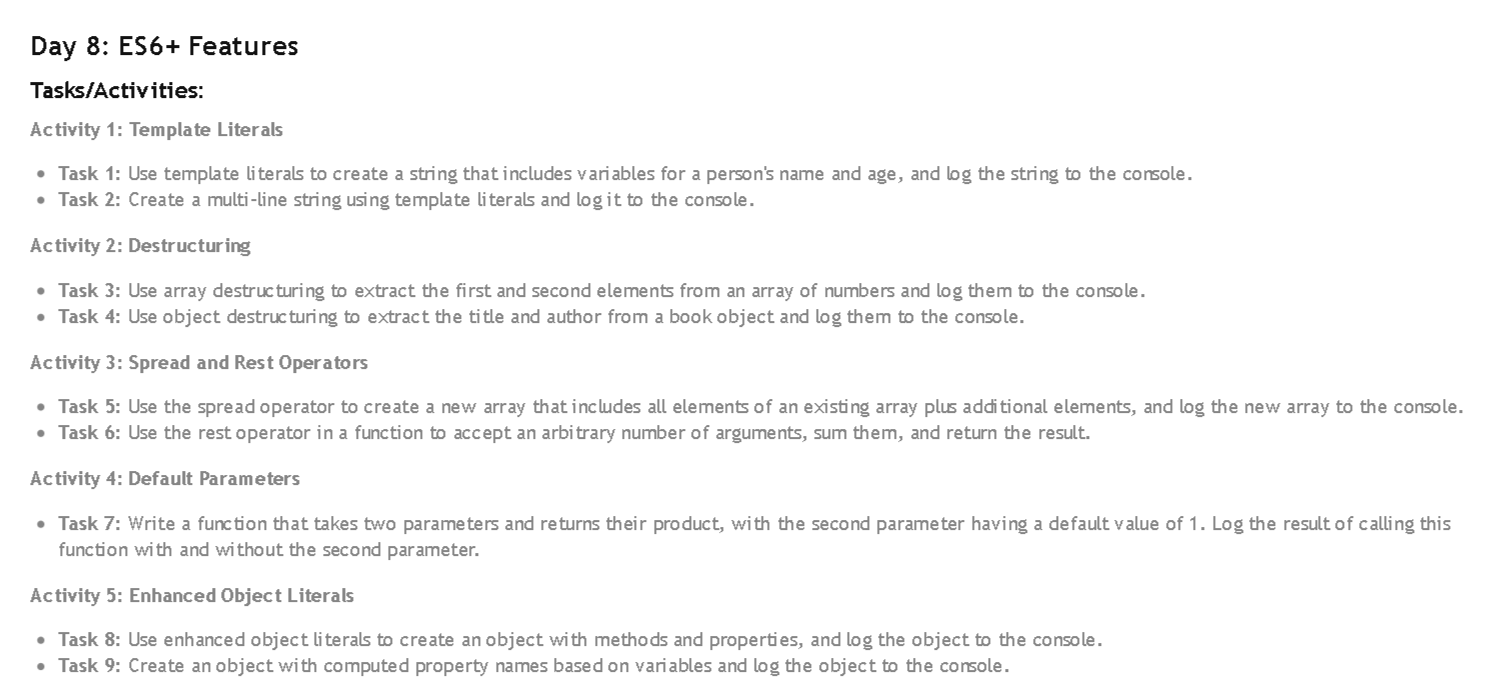 Day 8: ES6+ Features
Tasks/Activities:
Activity 1: Template Literals
• Task 1: Use template literals to create a string that includes variables for a person's name and age, and log the string to the console.
• Task 2: Create a multi-line string using template literals and log it to the console.
Activity 2: Destructuring
• Task 3: Use array destructuring to extract the first and second elements from an array of numbers and log them to the console.
• Task 4: Use object destructuring to extract the title and author from a book object and log them to the console.
Activity 3: Spread and Rest Operators
• Task 5: Use the spread operator to create a new array that includes all elements of an existing array plus additional elements, and log the new array to the console.
• Task 6: Use the rest operator in a function to accept an arbitrary number of arguments, sum them, and return the result.
Activity 4: Default Parameters
• Task 7: Write a function that takes two parameters and returns their product, with the second parameter having a default value of 1. Log the result of calling this
function with and without the second parameter.
Activity 5: Enhanced Object Literals
• Task 8: Use enhanced object literals to create an object with methods and properties, and log the object to the console.
• Task 9: Create an object with computed property names based on variables and log the object to the console.